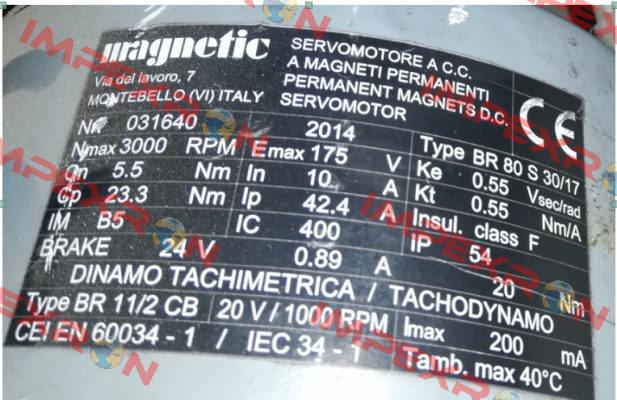 magnetic
Via del lavoro, 7
MONTEBELLO (VI) ITALY
SERVOMOTORE A C.C.
A MAGNETI PERMANENTI
PERMANENT MAGNETS D.C.
SERVOMOTOR
CE
Nr 031640 2014 Type BR 80 S 30/17
Nmax 3000 RPM Emax 175 V Ke 0.55 Vsec/rad
Cn 5.5 Nm In 10 A Kt 0.55 Nm/A
Cp 23.3 Nm Ip 42.4 A Insul. class F
IM B5 IC 400 IP 54
BRAKE 24 V 0.89 A 20 Nm
DINAMO TACHIMETRICA / TACHODYNAMO
Type BR 11/2 CB 20 V / 1000 RPM Imax 200 mA
CEI EN 60034 - 1 / IEC 34 - 1 Tamb. max 40°C
IMPEXRON